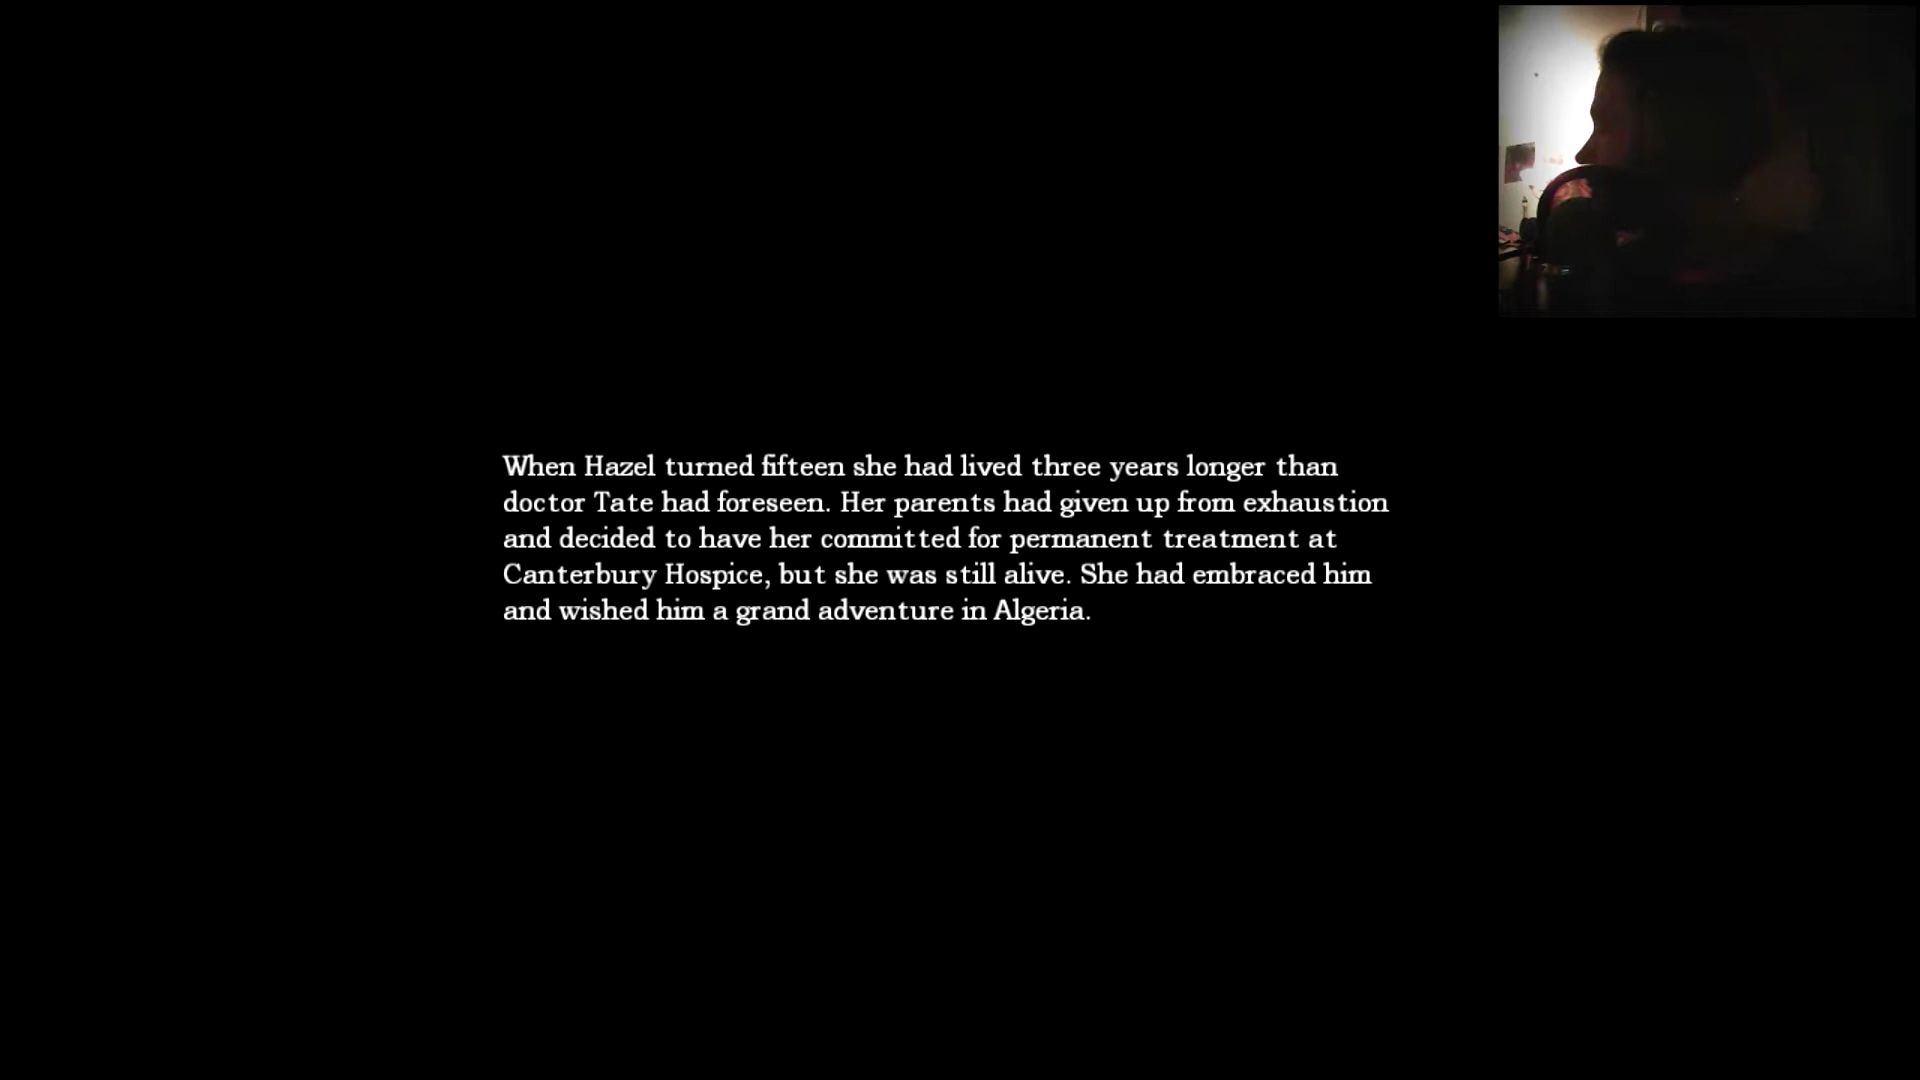 When Hazel turned fifteen she had lived three years longer than
doctor Tate had foreseen. Her parents had given up from exhaustion
and decided to have her committed for permanent treatment at
Canterbury Hospice, but she was still alive. She had embraced him
and wished him a grand adventure in Algeria.